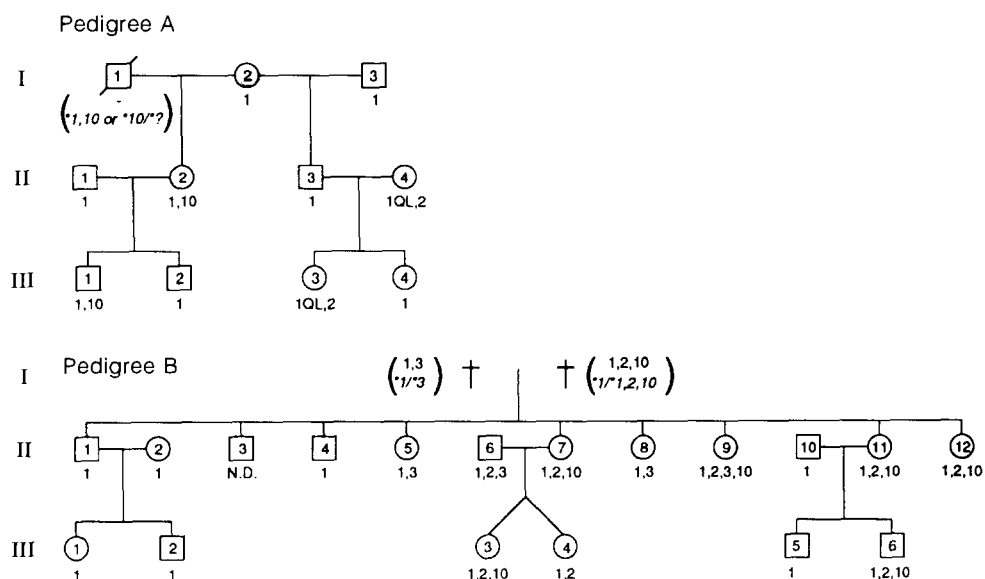 Pedigree A
I
1 2 3
1 1
(*1,10 or *10/*?)
II
1 2 3 4
1 1,10 1 1QL,2
III
1 2 3 4
1,10 1 1QL,2 1
Pedigree B
I
(1,3 † † (1,2,10
*1/*3) *1/*1,2,10)
II
1 2 3 4 5 6 7 8 9 10 11 12
1 1 N.D. 1 1,3 1,2,3 1,2,10 1,3 1,2,3,10 1 1,2,10 1,2,10
III
1 2 3 4 5 6
1 1 1,2,10 1,2 1 1,2,10